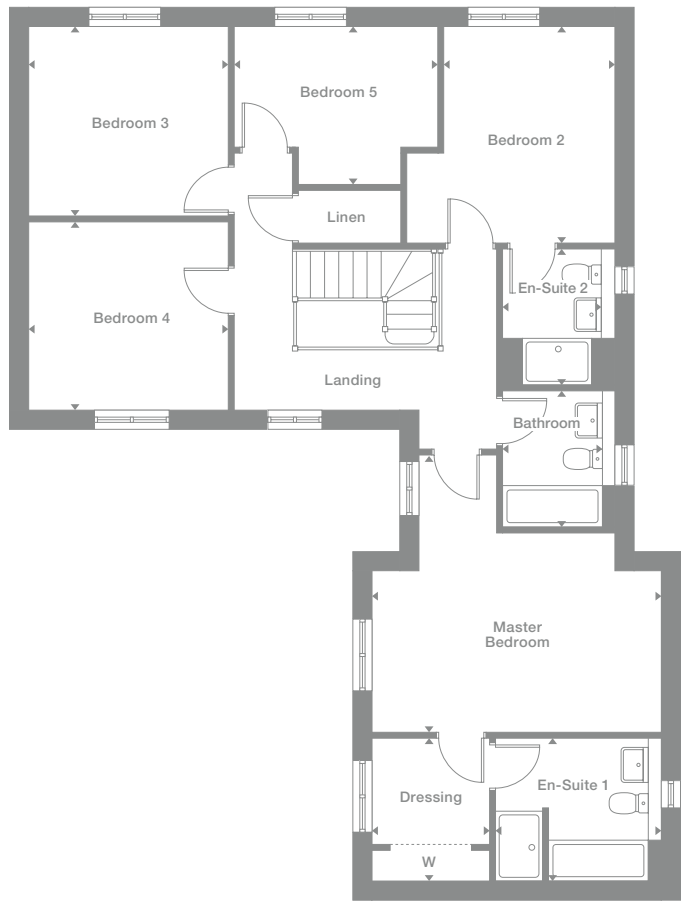 Bedroom 5
Bedroom 3
Bedroom 2
Linen
En-Suite 2
Bedroom 4
Landing
Bathroom
Master
Bedroom
En-Suite 1
Dressing
W